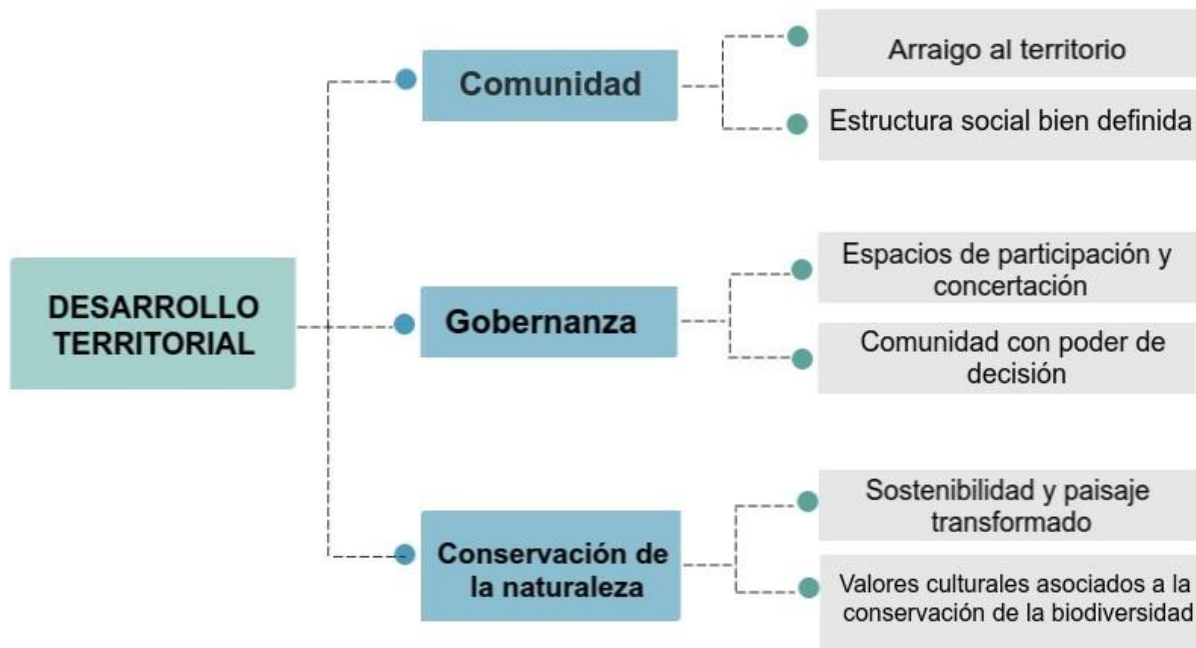 DESARROLLO
TERRITORIAL
Comunidad
Arraigo al territorio
Estructura social bien definida
Gobernanza
Espacios de participación y
concertación
Comunidad con poder de
decisión
Conservación de
la naturaleza
Sostenibilidad y paisaje
transformado
Valores culturales asociados a la
conservación de la biodiversidad